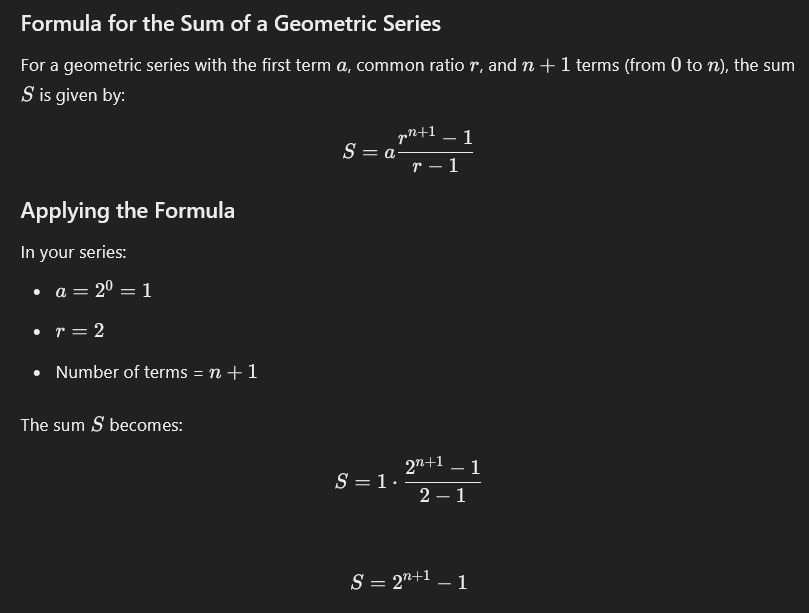 Formula for the Sum of a Geometric Series
For a geometric series with the first term a, common ratio r, and n + 1 terms (from 0 to n), the sum
S is given by:
S = a \frac{r^{n+1} − 1}{r − 1}
Applying the Formula
In your series:
• a = 2^0 = 1
• r = 2
• Number of terms = n + 1
The sum S becomes:
S = 1 · \frac{2^{n+1} − 1}{2 − 1}
S = 2^{n+1} − 1